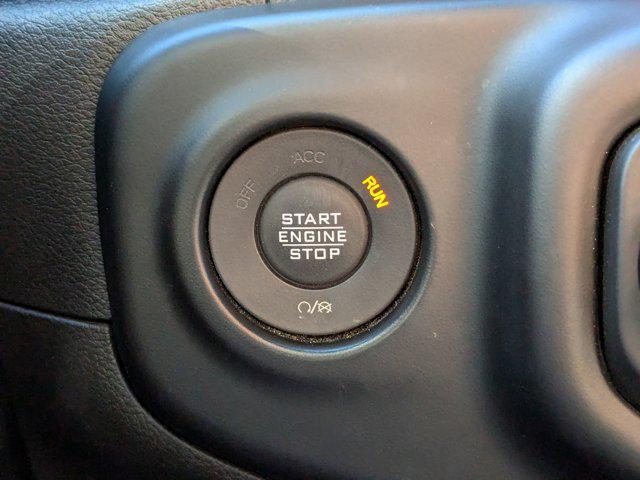 OFF ACC RUN
START
ENGINE
STOP